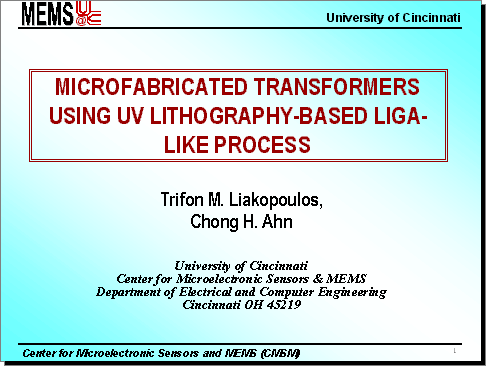 MEMS U@C
University of Cincinnati
MICROFABRICATED TRANSFORMERS
USING UV LITHOGRAPHY-BASED LIGA-
LIKE PROCESS
Trifon M. Liakopoulos,
Chong H. Ahn
University of Cincinnati
Center for Microelectronic Sensors & MEMS
Department of Electrical and Computer Engineering
Cincinnati OH 45219
Center for Microelectronic Sensors and MEMS (CMSM)
1